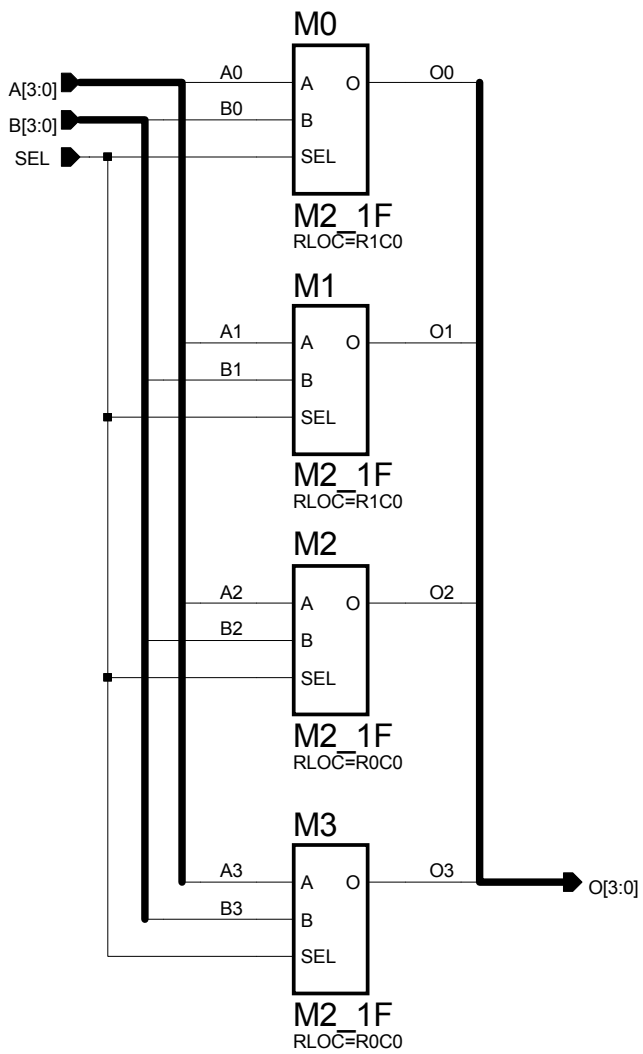 M0
A[3:0]
A0
A
O
O0
B[3:0]
B0
B
SEL
SEL
M2_1F
RLOC=R1C0
M1
A1
A
O
O1
B1
B
SEL
M2_1F
RLOC=R1C0
M2
A2
A
O
O2
B2
B
SEL
M2_1F
RLOC=R0C0
M3
A3
A
O
O3
O[3:0]
B3
B
SEL
M2_1F
RLOC=R0C0